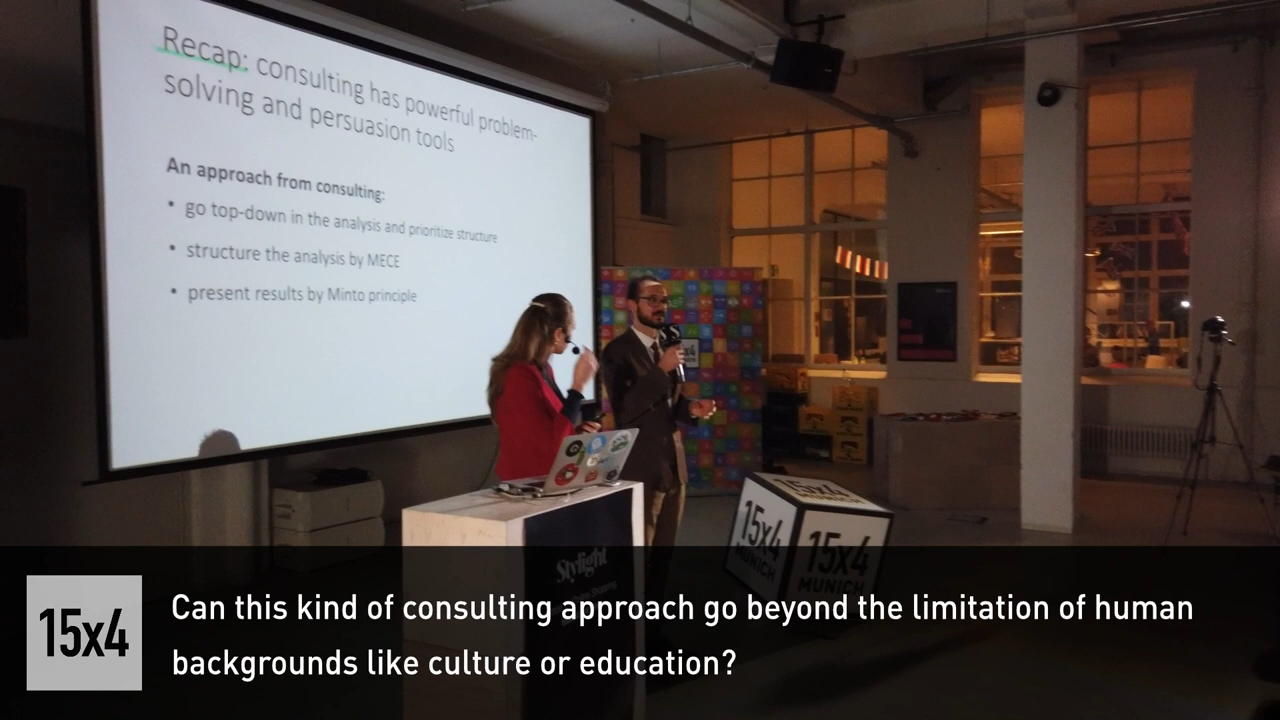 Recap: consulting has powerful problem-
solving and persuasion tools
An approach from consulting:
• go top-down in the analysis and prioritize structure
• structure the analysis by MECE
• present results by Minto principle
x4
15x4
15x4
MUNICH
15x4
MUNICH
Stylight
15x4
Can this kind of consulting approach go beyond the limitation of human
backgrounds like culture or education?